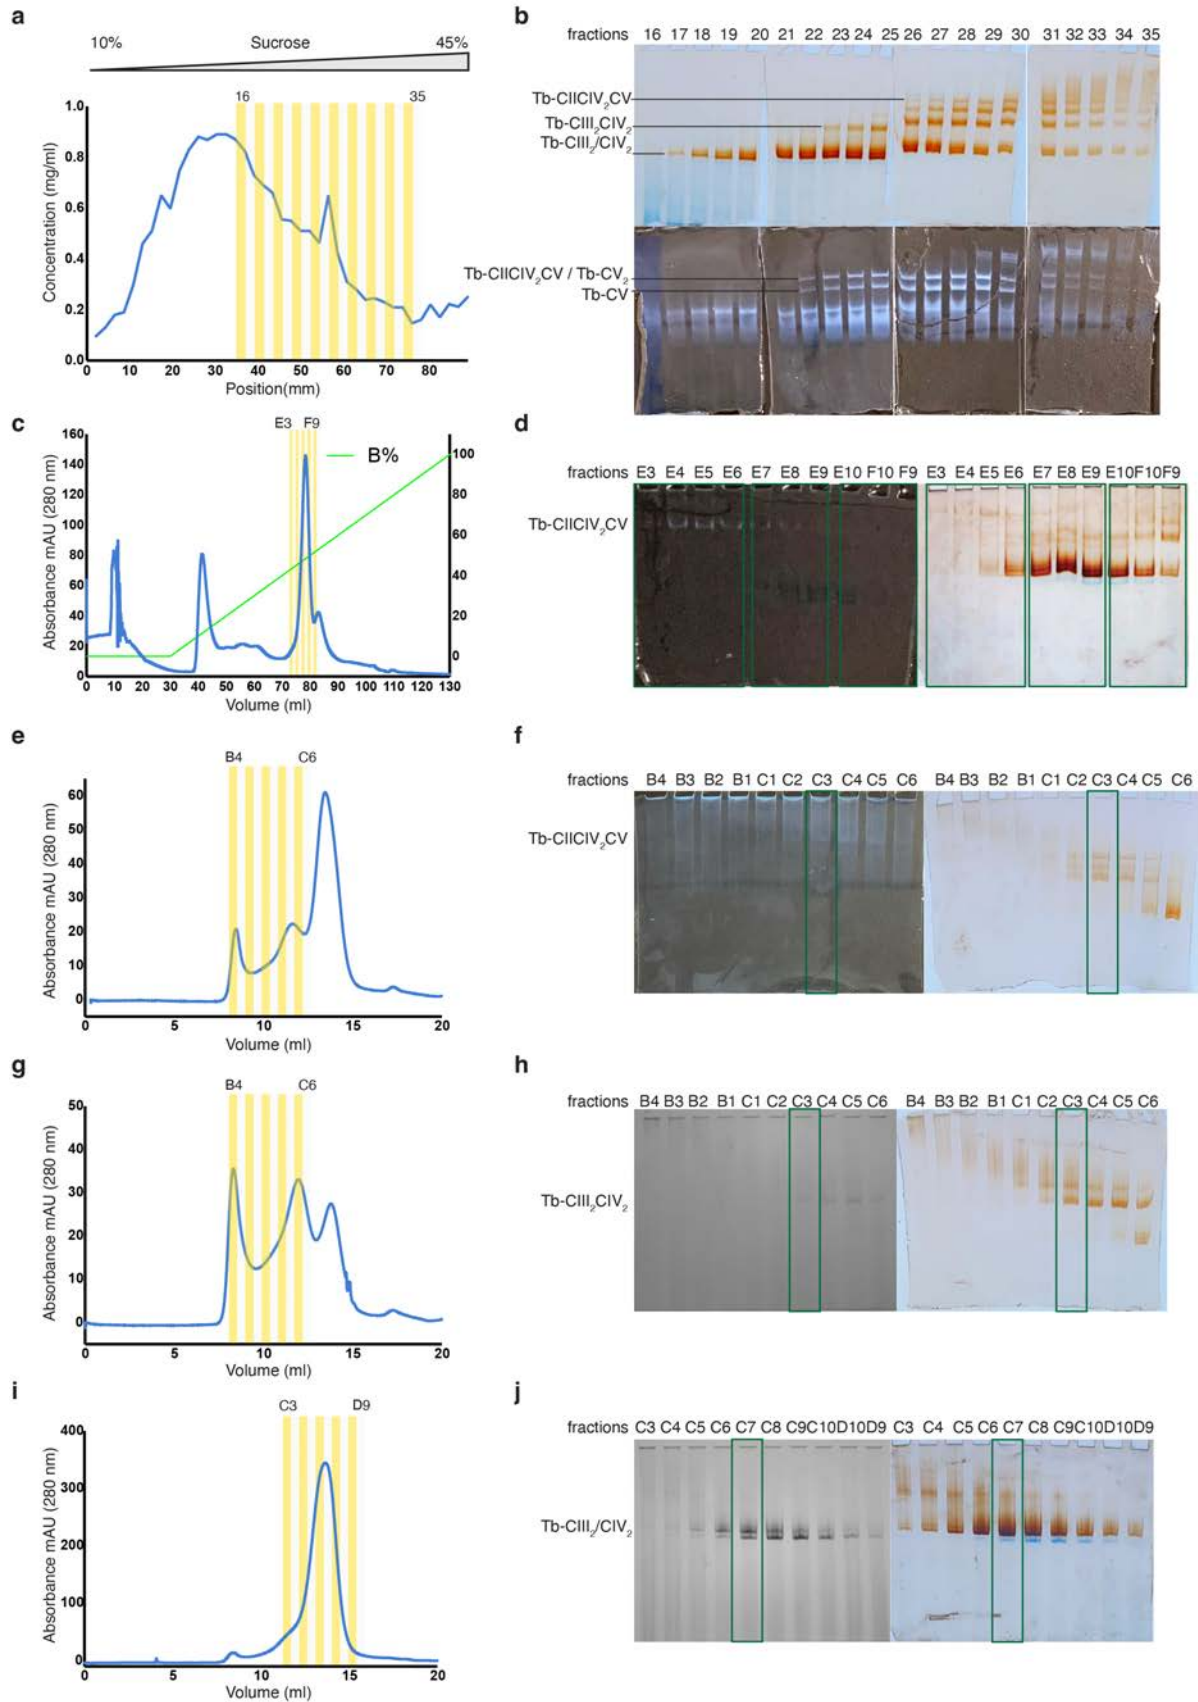 a
10% Sucrose 45%
16 35
1.0
0.8
0.6
0.4
0.2
0.0
Concentration (mg/ml)
0 10 20 30 40 50 60 70 80
Position(mm)
b
fractions 16 17 18 19 20 21 22 23 24 25 26 27 28 29 30 31 32 33 34 35
Tb-CIICIV₂CV
Tb-CIII₂CIV₂
Tb-CIII₂/CIV₂
Tb-CIICIV₂CV / Tb-CV₂
Tb-CV
c
E3 F9
B%
160
140
120
100
80
60
40
20
0
Absorbance mAU (280 nm)
100
80
60
40
20
0
0 10 20 30 40 50 60 70 80 90 100 110 120 130
Volume (ml)
d
fractions E3 E4 E5 E6 E7 E8 E9 E10 F10 F9 E3 E4 E5 E6 E7 E8 E9 E10 F10 F9
Tb-CIICIV₂CV
e
B4 C6
60
50
40
30
20
10
0
Absorbance mAU (280 nm)
0 5 10 15 20
Volume (ml)
f
fractions B4 B3 B2 B1 C1 C2 C3 C4 C5 C6 B4 B3 B2 B1 C1 C2 C3 C4 C5 C6
Tb-CIICIV₂CV
g
B4 C6
50
40
30
20
10
0
Absorbance mAU (280 nm)
0 5 10 15 20
Volume (ml)
h
fractions B4 B3 B2 B1 C1 C2 C3 C4 C5 C6 B4 B3 B2 B1 C1 C2 C3 C4 C5 C6
Tb-CIII₂CIV₂
i
C3 D9
400
300
200
100
0
Absorbance mAU (280 nm)
0 5 10 15 20
Volume (ml)
j
fractions C3 C4 C5 C6 C7 C8 C9 C10 D10 D9 C3 C4 C5 C6 C7 C8 C9 C10 D10 D9
Tb-CIII₂/CIV₂